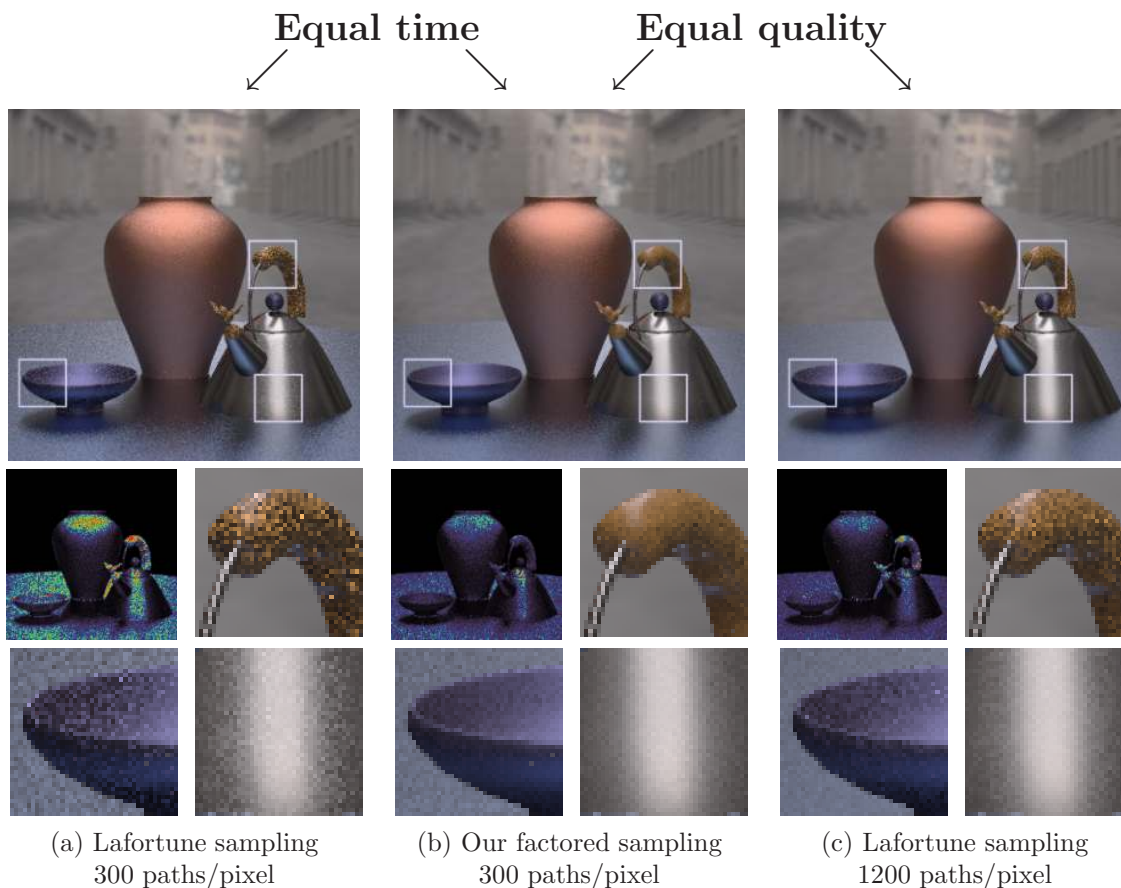 Equal time
Equal quality
(a) Lafortune sampling
300 paths/pixel
(b) Our factored sampling
300 paths/pixel
(c) Lafortune sampling
1200 paths/pixel